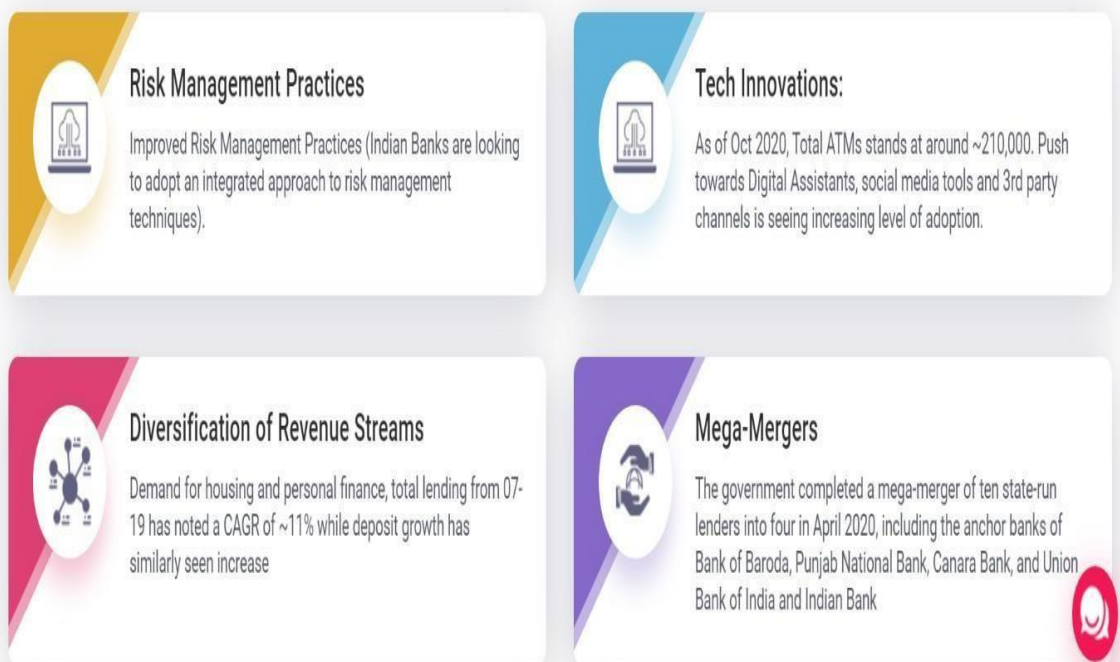 Risk Management Practices
Improved Risk Management Practices (Indian Banks are looking
to adopt an integrated approach to risk management
techniques).
Tech Innovations:
As of Oct 2020, Total ATMs stands at around ~210,000. Push
towards Digital Assistants, social media tools and 3rd party
channels is seeing increasing level of adoption.
Diversification of Revenue Streams
Demand for housing and personal finance, total lending from 07-
19 has noted a CAGR of ~11% while deposit growth has
similarly seen increase
Mega-Mergers
The government completed a mega-merger of ten state-run
lenders into four in April 2020, including the anchor banks of
Bank of Baroda, Punjab National Bank, Canara Bank, and Union
Bank of India and Indian Bank